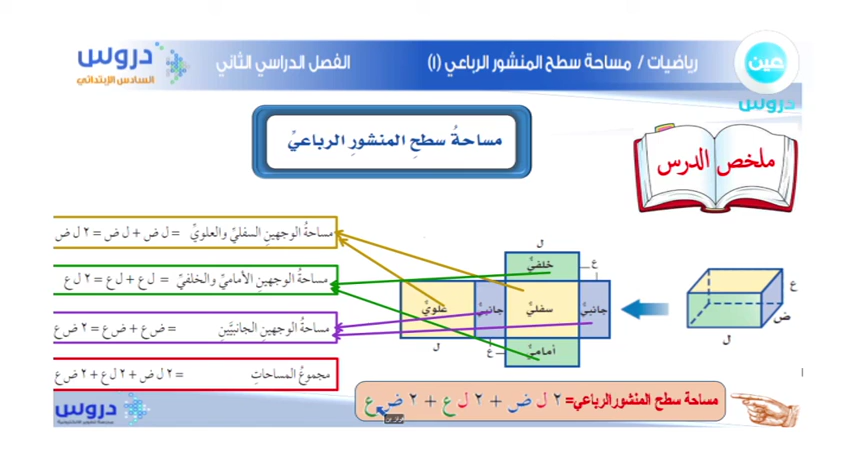 رياضيات / مساحة سطح المنشور الرباعي (١)
الفصل الدراسي الثاني
دروس
السادس الإبتدائي
عين
دروس
مساحةُ سطحِ المنشورِ الرباعيِّ
ملخص الدرس
مساحةُ الوجهينِ السفليِّ والعلويِّ = ل ض + ل ض = ٢ ل ض
مساحةُ الوجهينِ الأماميِّ والخلفيِّ = ل ع + ل ع = ٢ ل ع
مساحةُ الوجهينِ الجانبيَّينِ = ض ع + ض ع = ٢ ض ع
مجموعُ المساحاتِ = ٢ ل ض + ٢ ل ع + ٢ ض ع
ل
خلفيٌّ
ع
جانبيٌّ
سفليٌّ
جانبيٌّ
علويٌّ
ل
ع
أماميٌّ
ع
ض
ل
مساحة سطح المنشور الرباعي= ٢ ل ض + ٢ ل ع + ٢ ض ع
دروس